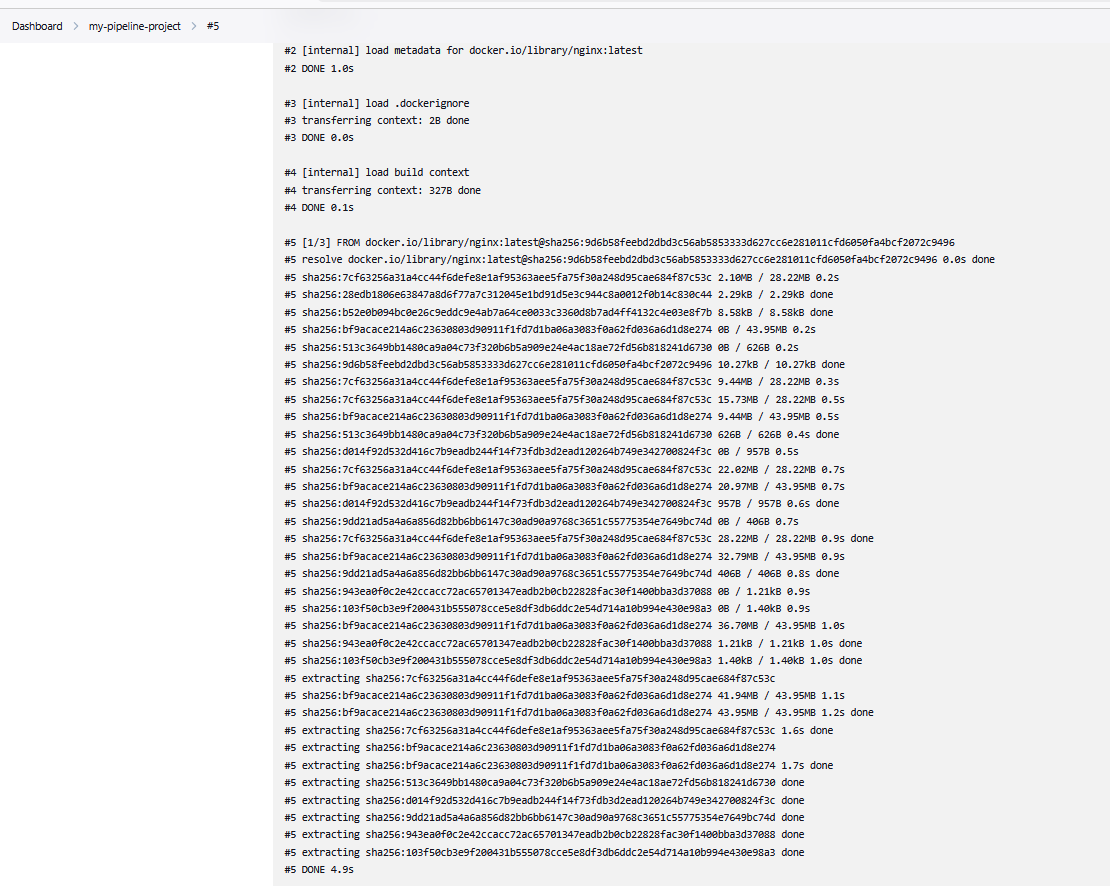 Dashboard > my-pipeline-project > #5
#2 [internal] load metadata for docker.io/library/nginx:latest
#2 DONE 1.0s
#3 [internal] load .dockerignore
#3 transferring context: 2B done
#3 DONE 0.0s
#4 [internal] load build context
#4 transferring context: 327B done
#4 DONE 0.1s
#5 [1/3] FROM docker.io/library/nginx:latest@sha256:9d6b58feebd2dbd3c56ab5853333d627cc6e281011cfd6050fa4bcf2072c9496
#5 resolve docker.io/library/nginx:latest@sha256:9d6b58feebd2dbd3c56ab5853333d627cc6e281011cfd6050fa4bcf2072c9496 0.0s done
#5 sha256:7cf63256a31a4cc44f6defe8e1af95363aee5fa75f30a248d95cae684f87c53c 2.10MB / 28.22MB 0.2s
#5 sha256:28edb1806e63847a8d6f77a7c312045e1bd91d5e3c944c8a0012f0b14c830c44 2.29kB / 2.29kB done
#5 sha256:b52e0b094bc0e26c9eddc9e4ab7a64ce0033c3360d8b7ad4ff4132c4e03e8f7b 8.58kB / 8.58kB done
#5 sha256:bf9acace214a6c23630803d90911f1fd7d1ba06a3083f0a62fd036a6d1d8e274 0B / 43.95MB 0.2s
#5 sha256:513c3649bb1480ca9a04c73f320b6b5a909e24e4ac18ae72fd56b818241d6730 0B / 626B 0.2s
#5 sha256:9d6b58feebd2dbd3c56ab5853333d627cc6e281011cfd6050fa4bcf2072c9496 10.27kB / 10.27kB done
#5 sha256:7cf63256a31a4cc44f6defe8e1af95363aee5fa75f30a248d95cae684f87c53c 9.44MB / 28.22MB 0.3s
#5 sha256:7cf63256a31a4cc44f6defe8e1af95363aee5fa75f30a248d95cae684f87c53c 15.73MB / 28.22MB 0.5s
#5 sha256:bf9acace214a6c23630803d90911f1fd7d1ba06a3083f0a62fd036a6d1d8e274 9.44MB / 43.95MB 0.5s
#5 sha256:513c3649bb1480ca9a04c73f320b6b5a909e24e4ac18ae72fd56b818241d6730 626B / 626B 0.4s done
#5 sha256:d014f92d532d416c7b9eadb244f14f73fdb3d2ead120264b749e342700824f3c 0B / 957B 0.5s
#5 sha256:7cf63256a31a4cc44f6defe8e1af95363aee5fa75f30a248d95cae684f87c53c 22.02MB / 28.22MB 0.7s
#5 sha256:bf9acace214a6c23630803d90911f1fd7d1ba06a3083f0a62fd036a6d1d8e274 20.97MB / 43.95MB 0.7s
#5 sha256:d014f92d532d416c7b9eadb244f14f73fdb3d2ead120264b749e342700824f3c 957B / 957B 0.6s done
#5 sha256:9dd21ad5a4a6a856d82bb6bb6147c30ad90a9768c3651c55775354e7649bc74d 0B / 406B 0.7s
#5 sha256:7cf63256a31a4cc44f6defe8e1af95363aee5fa75f30a248d95cae684f87c53c 28.22MB / 28.22MB 0.9s done
#5 sha256:bf9acace214a6c23630803d90911f1fd7d1ba06a3083f0a62fd036a6d1d8e274 32.79MB / 43.95MB 0.9s
#5 sha256:9dd21ad5a4a6a856d82bb6bb6147c30ad90a9768c3651c55775354e7649bc74d 406B / 406B 0.8s done
#5 sha256:943ea0f0c2e42ccacc72ac65701347eadb2b0cb22828fac30f1400bba3d37088 0B / 1.21kB 0.9s
#5 sha256:103f50cb3e9f200431b555078cce5e8df3db6ddc2e54d714a10b994e430e98a3 0B / 1.40kB 0.9s
#5 sha256:bf9acace214a6c23630803d90911f1fd7d1ba06a3083f0a62fd036a6d1d8e274 36.70MB / 43.95MB 1.0s
#5 sha256:943ea0f0c2e42ccacc72ac65701347eadb2b0cb22828fac30f1400bba3d37088 1.21kB / 1.21kB 1.0s done
#5 sha256:103f50cb3e9f200431b555078cce5e8df3db6ddc2e54d714a10b994e430e98a3 1.40kB / 1.40kB 1.0s done
#5 extracting sha256:7cf63256a31a4cc44f6defe8e1af95363aee5fa75f30a248d95cae684f87c53c
#5 sha256:bf9acace214a6c23630803d90911f1fd7d1ba06a3083f0a62fd036a6d1d8e274 41.94MB / 43.95MB 1.1s
#5 sha256:bf9acace214a6c23630803d90911f1fd7d1ba06a3083f0a62fd036a6d1d8e274 43.95MB / 43.95MB 1.2s done
#5 extracting sha256:7cf63256a31a4cc44f6defe8e1af95363aee5fa75f30a248d95cae684f87c53c 1.6s done
#5 extracting sha256:bf9acace214a6c23630803d90911f1fd7d1ba06a3083f0a62fd036a6d1d8e274
#5 extracting sha256:bf9acace214a6c23630803d90911f1fd7d1ba06a3083f0a62fd036a6d1d8e274 1.7s done
#5 extracting sha256:513c3649bb1480ca9a04c73f320b6b5a909e24e4ac18ae72fd56b818241d6730 done
#5 extracting sha256:d014f92d532d416c7b9eadb244f14f73fdb3d2ead120264b749e342700824f3c done
#5 extracting sha256:9dd21ad5a4a6a856d82bb6bb6147c30ad90a9768c3651c55775354e7649bc74d done
#5 extracting sha256:943ea0f0c2e42ccacc72ac65701347eadb2b0cb22828fac30f1400bba3d37088 done
#5 extracting sha256:103f50cb3e9f200431b555078cce5e8df3db6ddc2e54d714a10b994e430e98a3 done
#5 DONE 4.9s